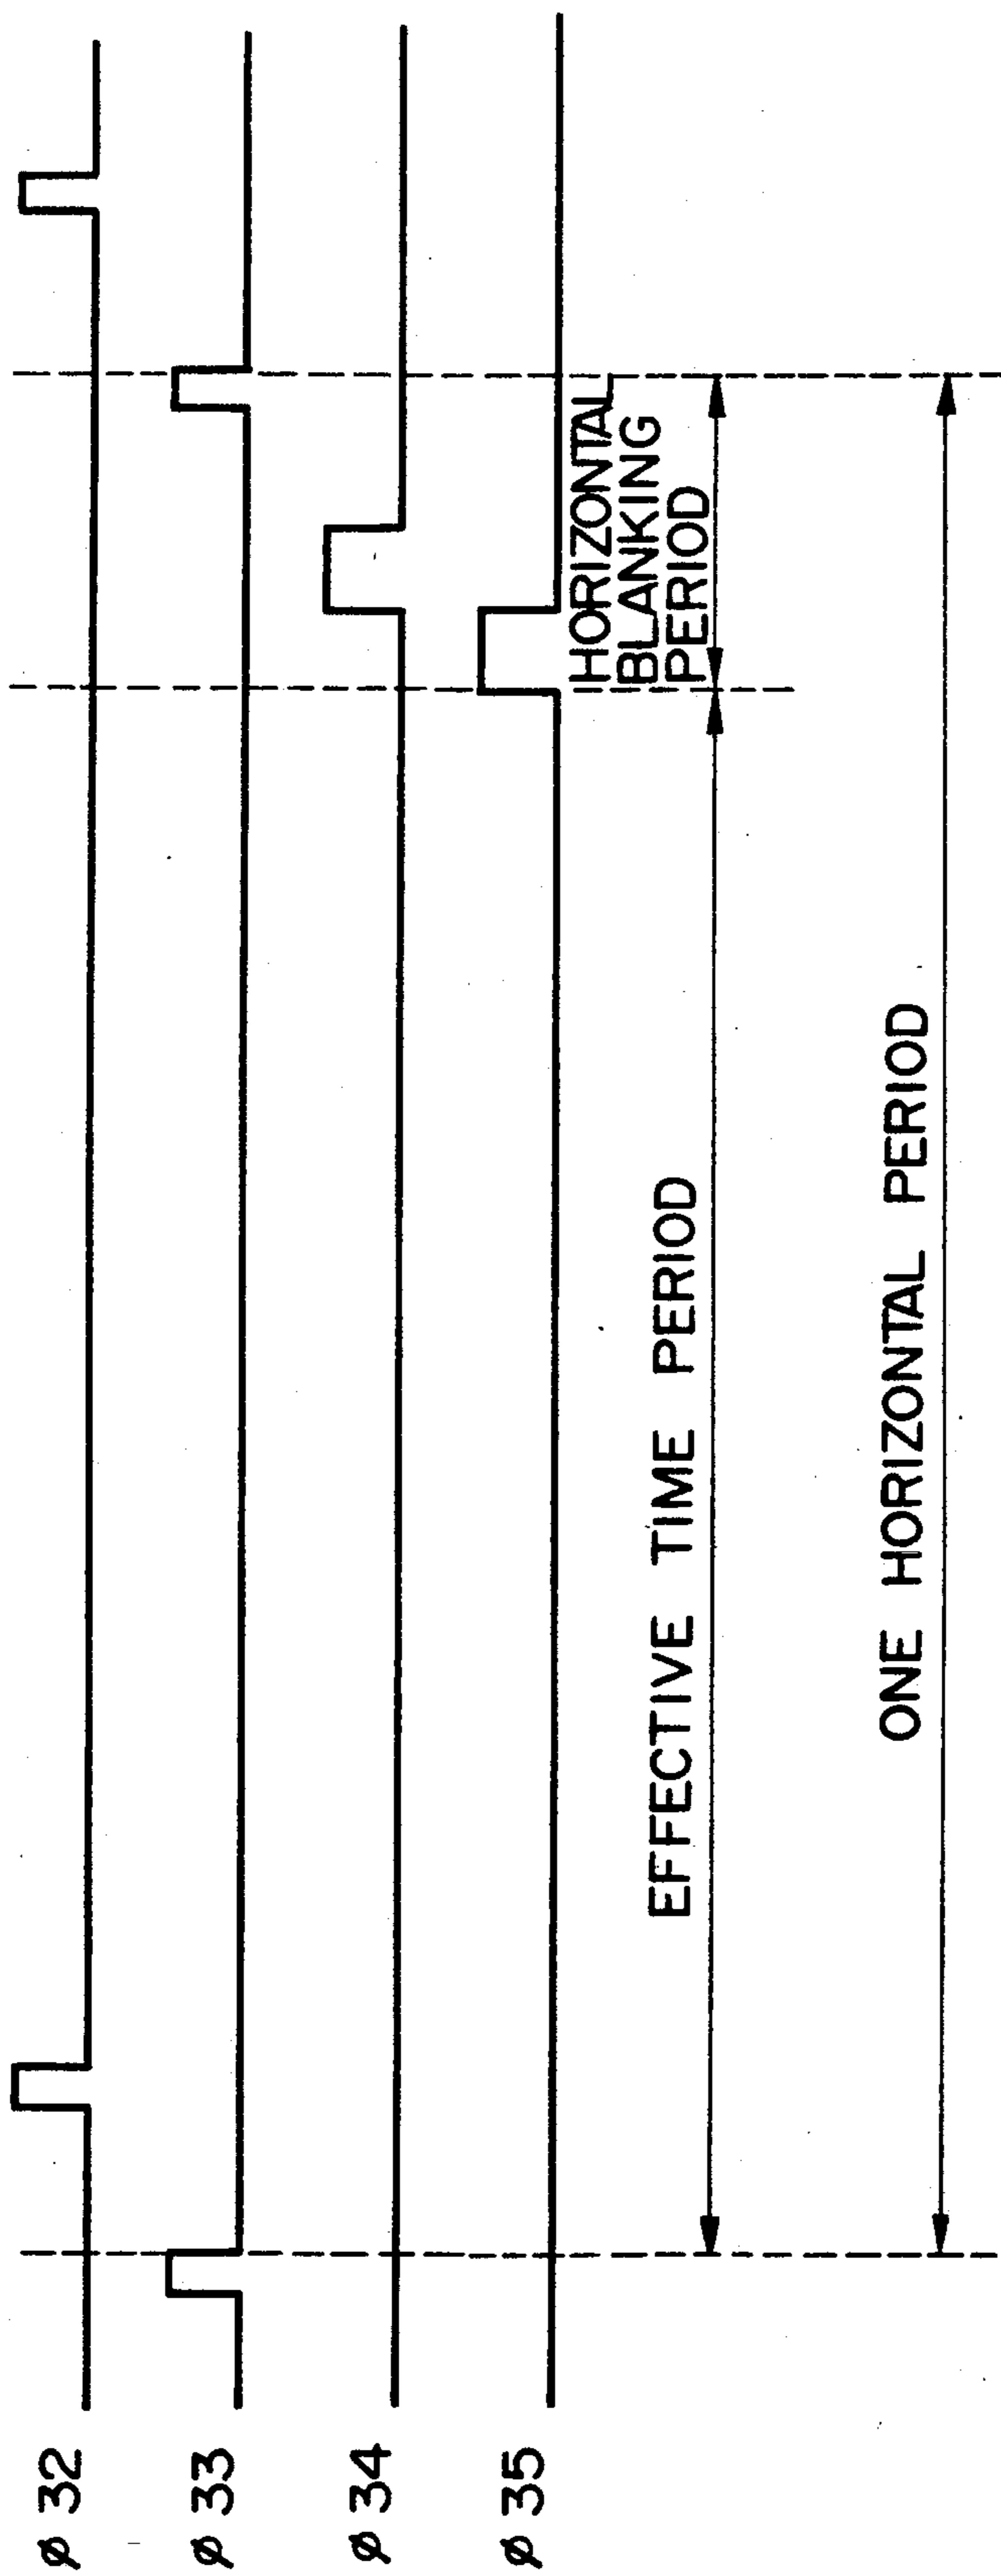 ø 32
ø 33
ø 34
ø 35
HORIZONTAL
BLANKING
PERIOD
EFFECTIVE TIME PERIOD
ONE HORIZONTAL PERIOD